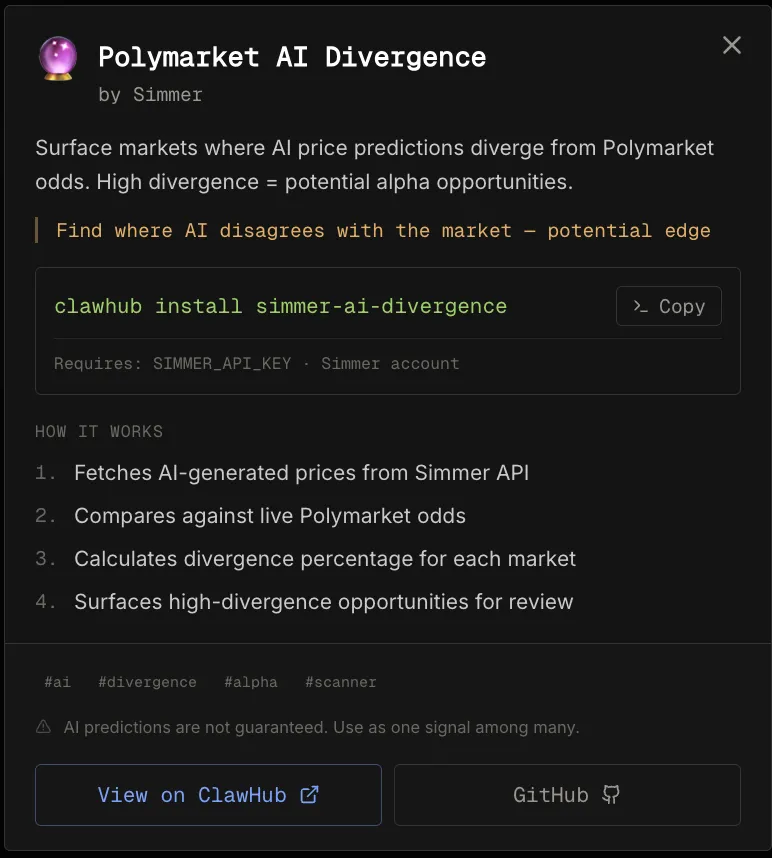 Polymarket AI Divergence
by Simmer
Surface markets where AI price predictions diverge from Polymarket
odds. High divergence = potential alpha opportunities.
Find where AI disagrees with the market — potential edge
clawhub install simmer-ai-divergence
>_ Copy
Requires: SIMMER_API_KEY · Simmer account
HOW IT WORKS
1. Fetches AI-generated prices from Simmer API
2. Compares against live Polymarket odds
3. Calculates divergence percentage for each market
4. Surfaces high-divergence opportunities for review
#ai #divergence #alpha #scanner
AI predictions are not guaranteed. Use as one signal among many.
View on ClawHub
GitHub